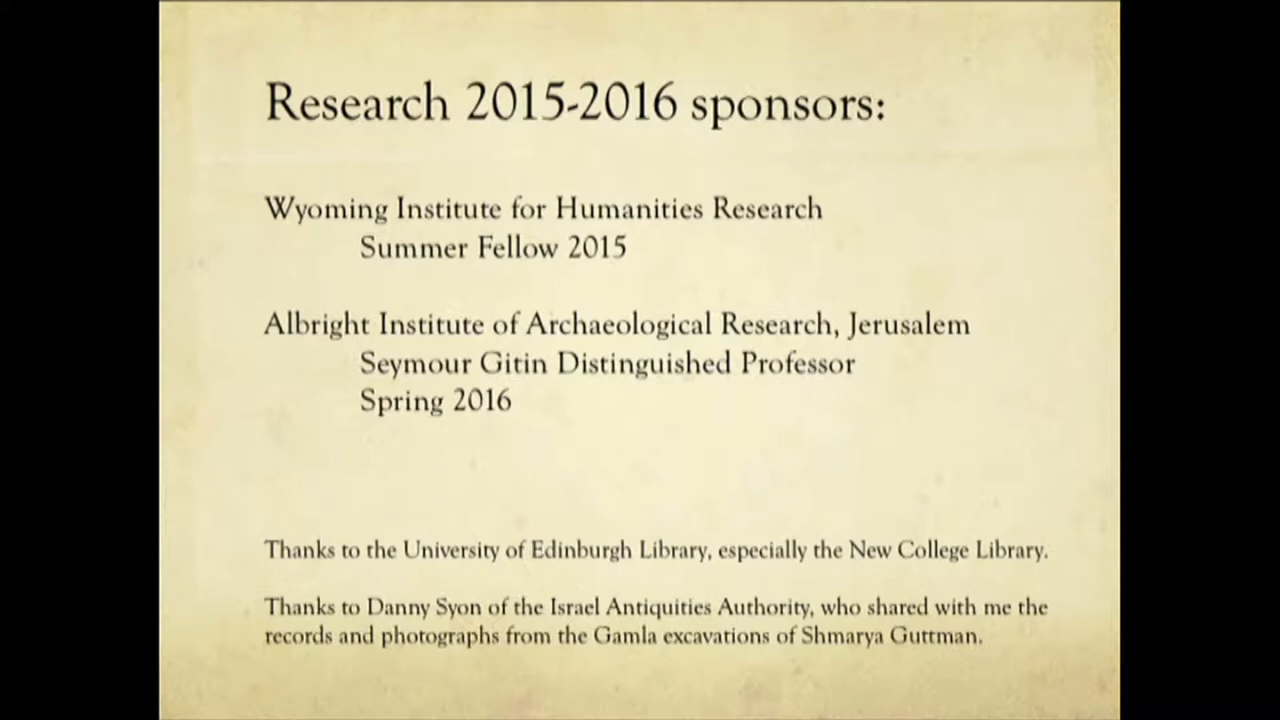 Research 2015-2016 sponsors:
Wyoming Institute for Humanities Research
Summer Fellow 2015
Albright Institute of Archaeological Research, Jerusalem
Seymour Gitin Distinguished Professor
Spring 2016
Thanks to the University of Edinburgh Library, especially the New College Library.
Thanks to Danny Syon of the Israel Antiquities Authority, who shared with me the
records and photographs from the Gamla excavations of Shmarya Guttman.